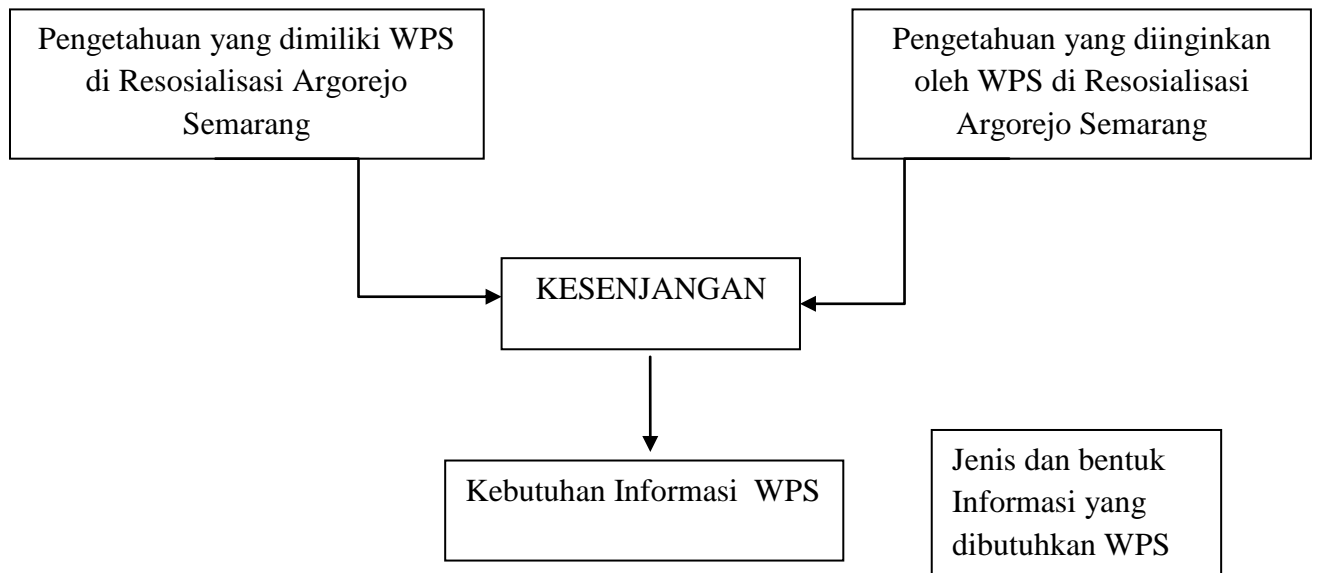 Pengetahuan yang dimiliki WPS
di Resosialisasi Argorejo
Semarang
Pengetahuan yang diinginkan
oleh WPS di Resosialisasi
Argorejo Semarang
KESENJANGAN
Kebutuhan Informasi  WPS
Jenis dan bentuk
Informasi yang
dibutuhkan WPS